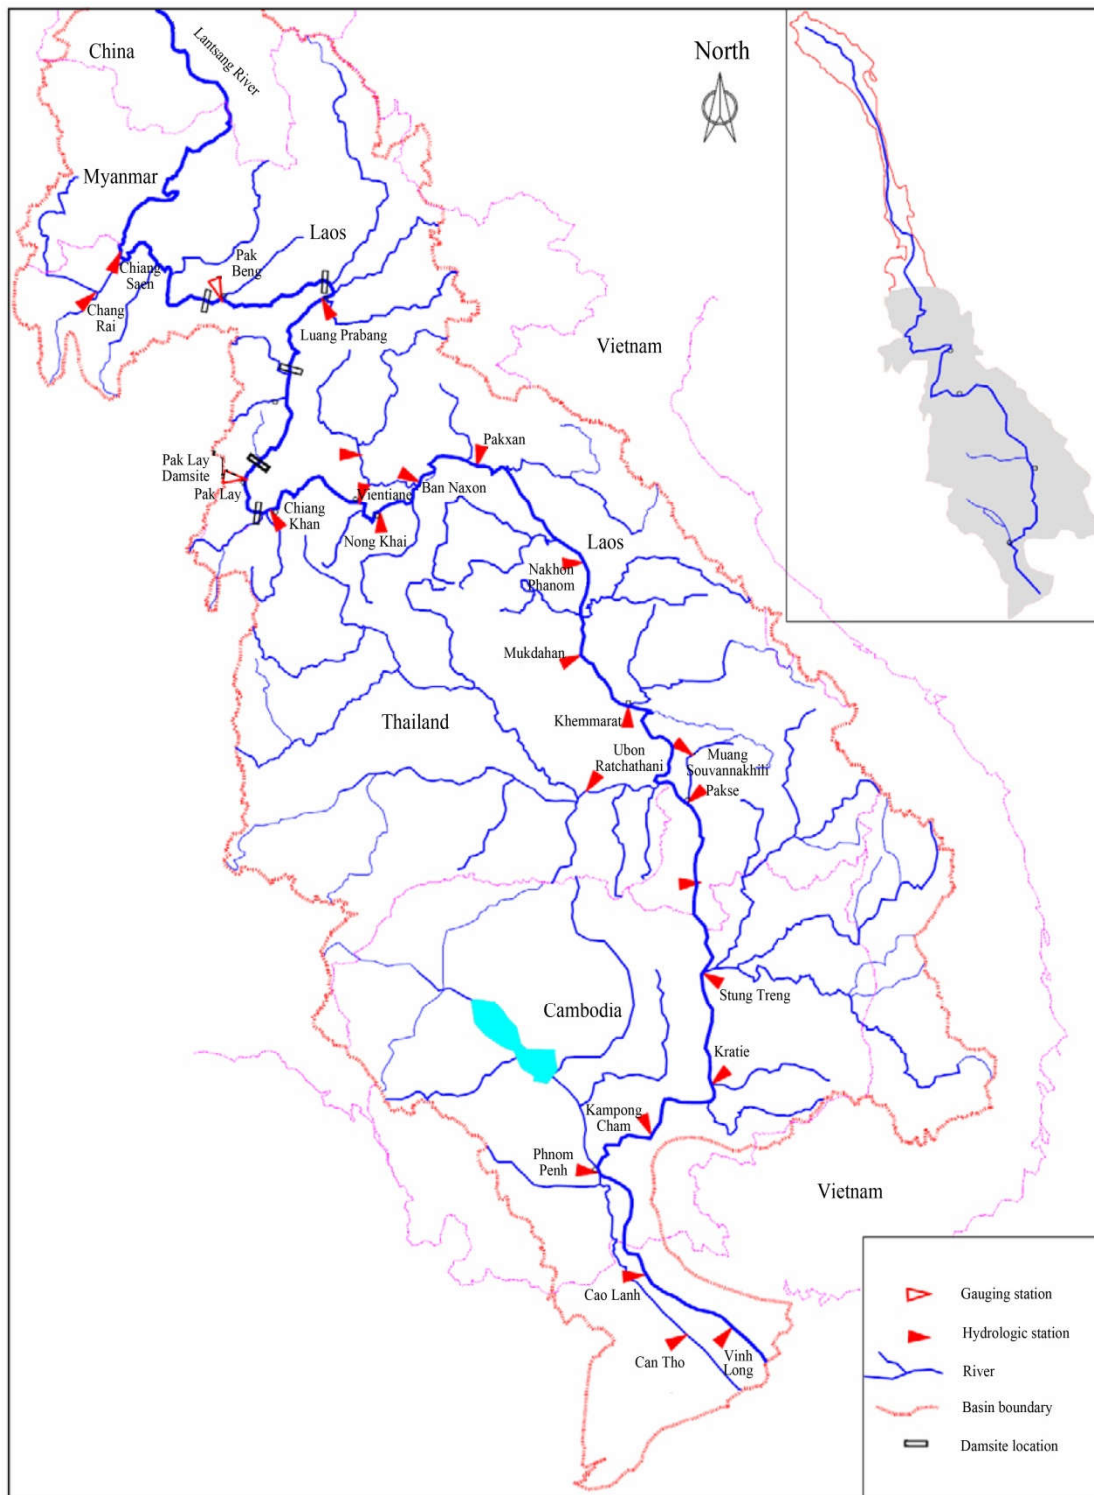 China
Lantsang River
North
Myanmar
Laos
Pak
Beng
Chiang
Saen
Chang
Rai
Luang Prabang
Vietnam
Pakxan
Pak Lay
Damsite
Pak Lay
Ban Naxon
Vientiane
Chiang
Khan
Nong Khai
Laos
Nakhon
Phanom
Mukdahan
Khemmarat
Thailand
Ubon
Ratchathani
Muang
Souvannakhili
Pakse
Stung Treng
Cambodia
Kratie
Kampong
Cham
Phnom
Penh
Vietnam
Cao Lanh
Can Tho
Vinh
Long
Gauging station
Hydrologic station
River
Basin boundary
Damsite location